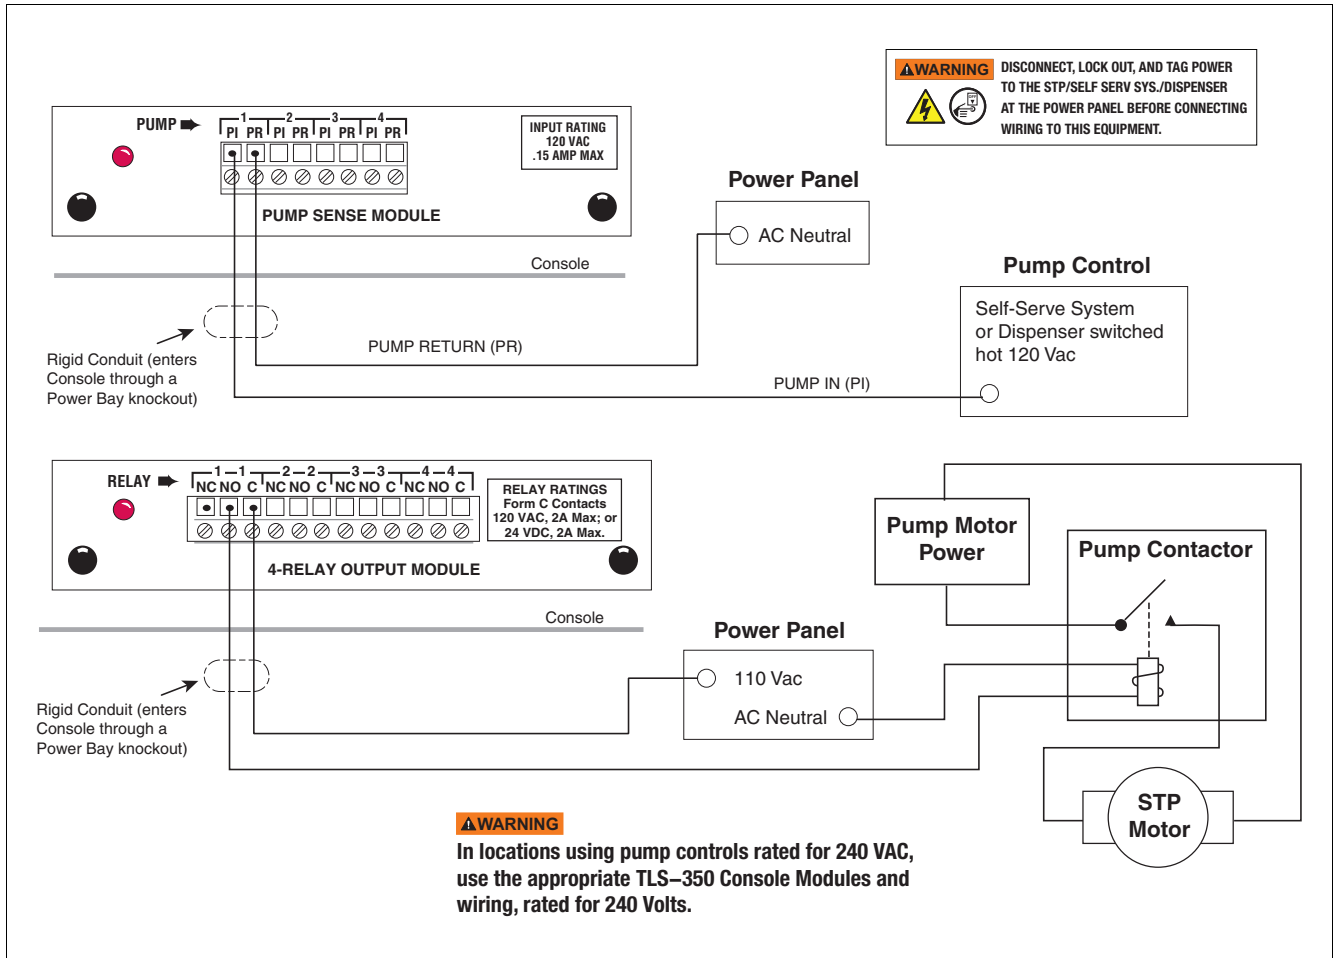 WARNING
DISCONNECT, LOCK OUT, AND TAG POWER
TO THE STP/SELF SERV SYS./DISPENSER
AT THE POWER PANEL BEFORE CONNECTING
WIRING TO THIS EQUIPMENT.
OFF
PUMP
1 2 3 4
PI PR PI PR PI PR PI PR
INPUT RATING
120 VAC
.15 AMP MAX
PUMP SENSE MODULE
Console
Power Panel
AC Neutral
Pump Control
Self-Serve System
or Dispenser switched
hot 120 Vac
Rigid Conduit (enters
Console through a
Power Bay knockout)
PUMP RETURN (PR)
PUMP IN (PI)
RELAY
1 1 2 2 3 3 4 4
NC NO C NC NO C NC NO C NC NO C
RELAY RATINGS
Form C Contacts
120 VAC, 2A Max; or
24 VDC, 2A Max.
4-RELAY OUTPUT MODULE
Console
Pump Motor
Power
Pump Contactor
Power Panel
110 Vac
AC Neutral
Rigid Conduit (enters
Console through a
Power Bay knockout)
STP
Motor
WARNING
In locations using pump controls rated for 240 VAC,
use the appropriate TLS–350 Console Modules and
wiring, rated for 240 Volts.